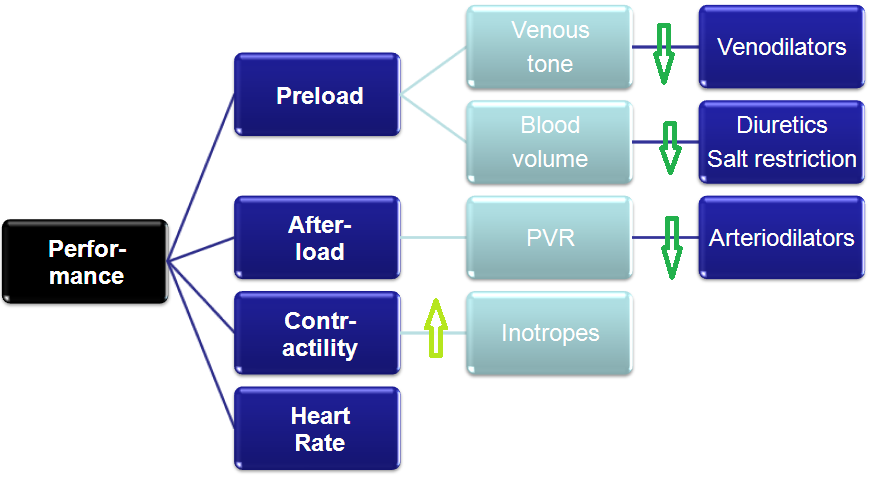 Perfor-
mance
Preload
Venous
tone
Venodilators
Blood
volume
Diuretics
Salt restriction
After-
load
PVR
Arteriodilators
Contr-
actility
Inotropes
Heart
Rate